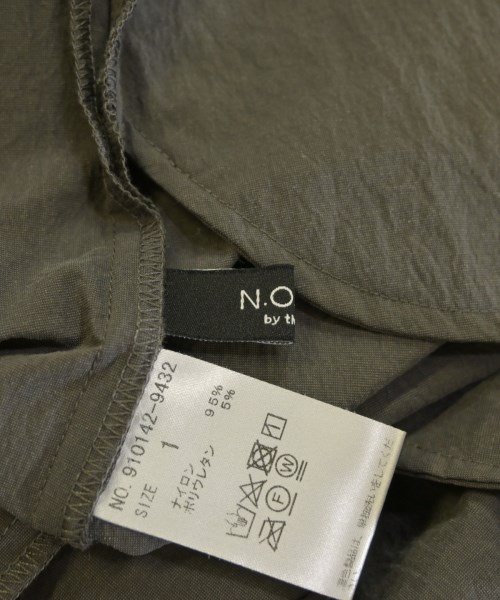 N.O
by th
NO. 910142-9432
SIZE 1
ナイロン 95%
ポリウレタン 5%
F W